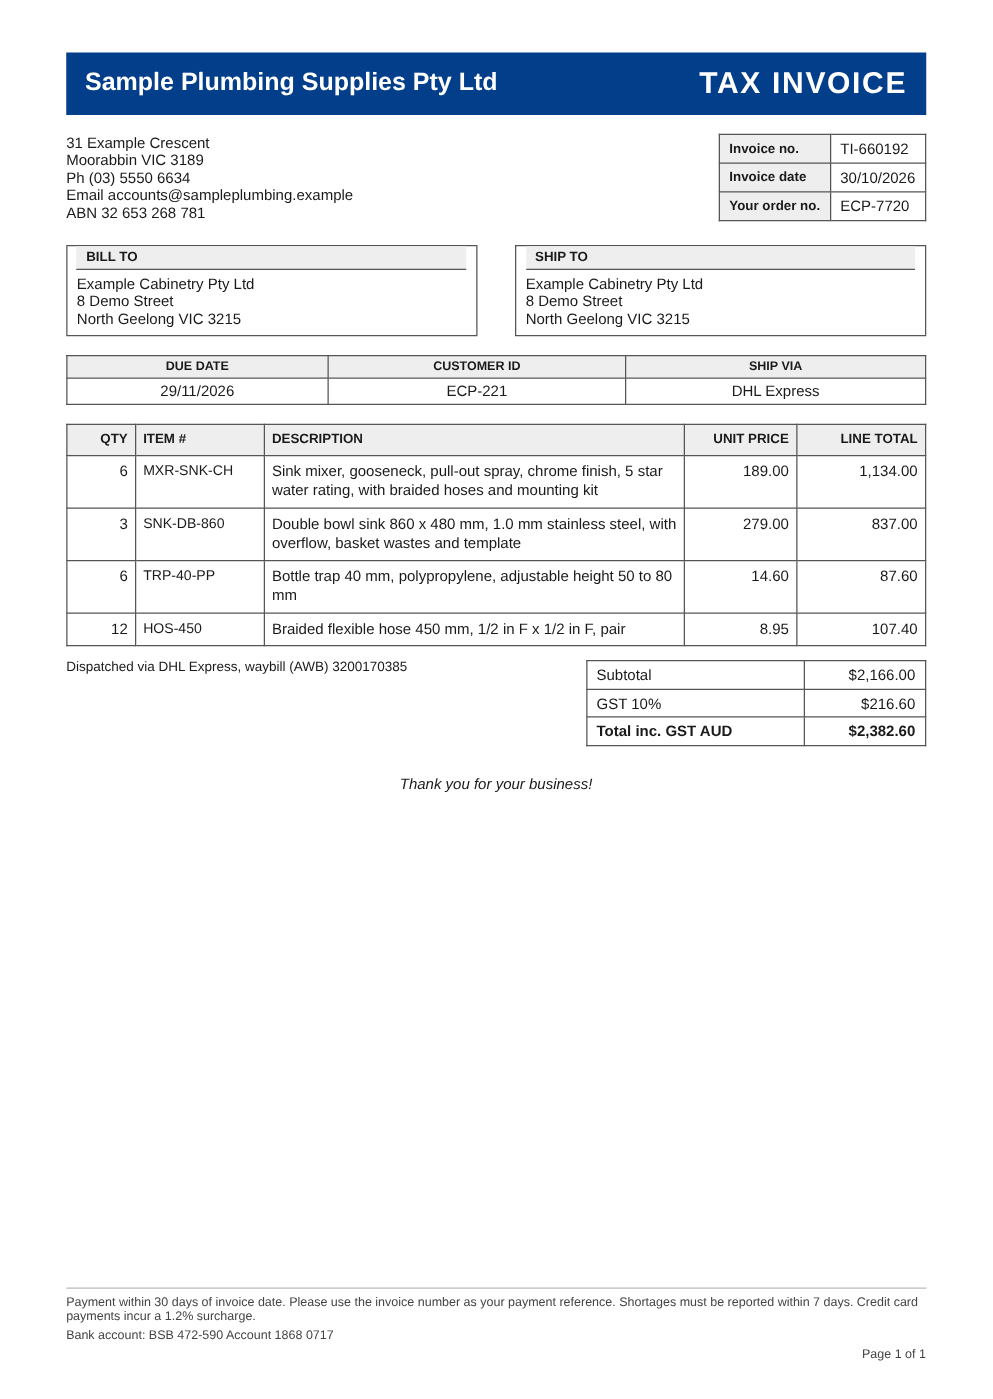 Sample Plumbing Supplies Pty Ltd
TAX INVOICE
31 Example Crescent
Moorabbin VIC 3189
Ph (03) 5550 6634
Email accounts@sampleplumbing.example
ABN 32 653 268 781
Invoice no. TI-660192
Invoice date 30/10/2026
Your order no. ECP-7720
BILL TO
Example Cabinetry Pty Ltd
8 Demo Street
North Geelong VIC 3215
SHIP TO
Example Cabinetry Pty Ltd
8 Demo Street
North Geelong VIC 3215
DUE DATE CUSTOMER ID SHIP VIA
29/11/2026 ECP-221 DHL Express
QTY ITEM # DESCRIPTION UNIT PRICE LINE TOTAL
6 MXR-SNK-CH Sink mixer, gooseneck, pull-out spray, chrome finish, 5 star 189.00 1,134.00
water rating, with braided hoses and mounting kit
3 SNK-DB-860 Double bowl sink 860 x 480 mm, 1.0 mm stainless steel, with 279.00 837.00
overflow, basket wastes and template
6 TRP-40-PP Bottle trap 40 mm, polypropylene, adjustable height 50 to 80 14.60 87.60
mm
12 HOS-450 Braided flexible hose 450 mm, 1/2 in F x 1/2 in F, pair 8.95 107.40
Dispatched via DHL Express, waybill (AWB) 3200170385
Subtotal $2,166.00
GST 10% $216.60
Total inc. GST AUD $2,382.60
Thank you for your business!
Payment within 30 days of invoice date. Please use the invoice number as your payment reference. Shortages must be reported within 7 days. Credit card
payments incur a 1.2% surcharge.
Bank account: BSB 472-590 Account 1868 0717
Page 1 of 1